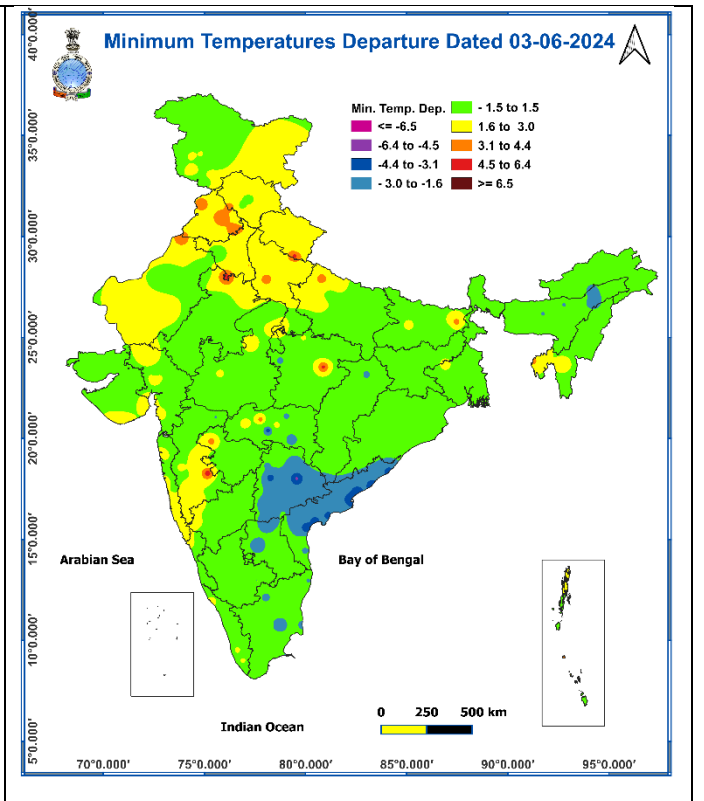 Minimum Temperatures Departure Dated 03-06-2024
Min. Temp. Dep.
<= -6.5
-6.4 to -4.5
-4.4 to -3.1
- 3.0 to -1.6
- 1.5 to 1.5
1.6 to 3.0
3.1 to 4.4
4.5 to 6.4
>= 6.5
40°0.000'
35°0.000'
30°0.000'
25°0.000'
20°0.000'
15°0.000'
10°0.000'
5°0.000'
Arabian Sea
Bay of Bengal
Indian Ocean
0 250 500 km
70°0.000' 75°0.000' 80°0.000' 85°0.000' 90°0.000' 95°0.000'